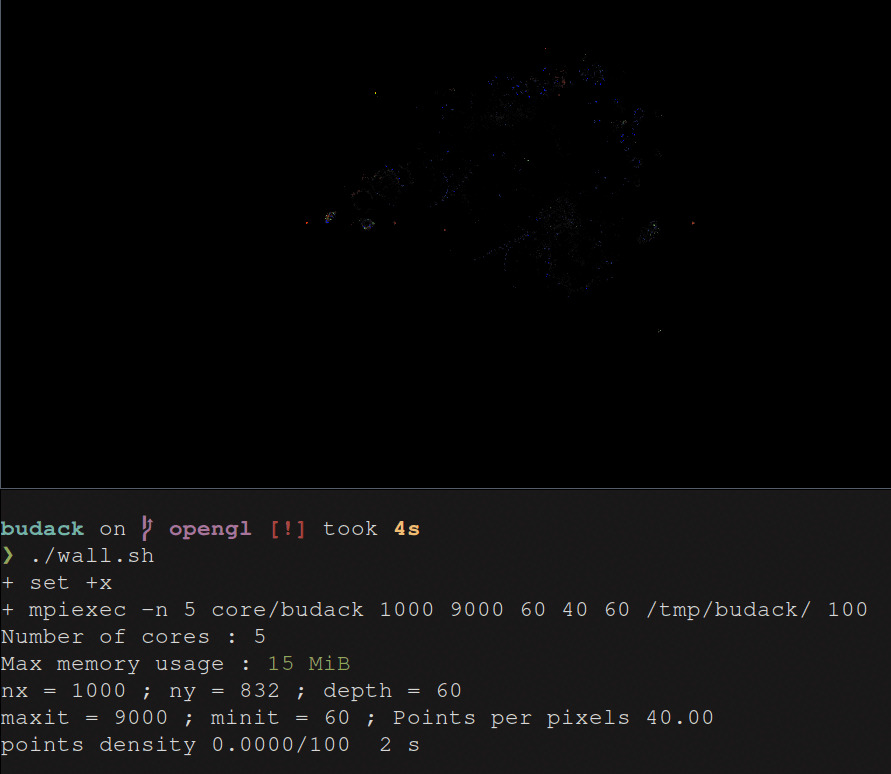 budack on opengl [!] took 4s
❯ ./wall.sh
+ set +x
+ mpiexec -n 5 core/budack 1000 9000 60 40 60 /tmp/budack/ 100
Number of cores : 5
Max memory usage : 15 MiB
nx = 1000 ; ny = 832 ; depth = 60
maxit = 9000 ; minit = 60 ; Points per pixels 40.00
points density 0.0000/100  2 s